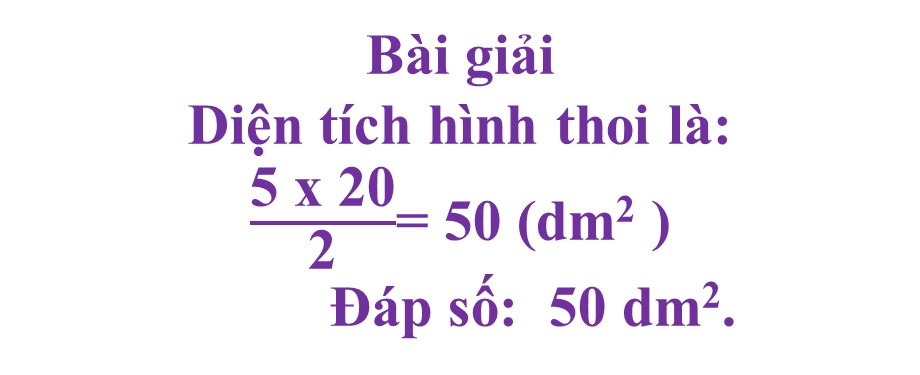 Bài giải
Diện tích hình thoi là:
5 x 20
2
= 50 (dm² )
Đáp số: 50 dm².